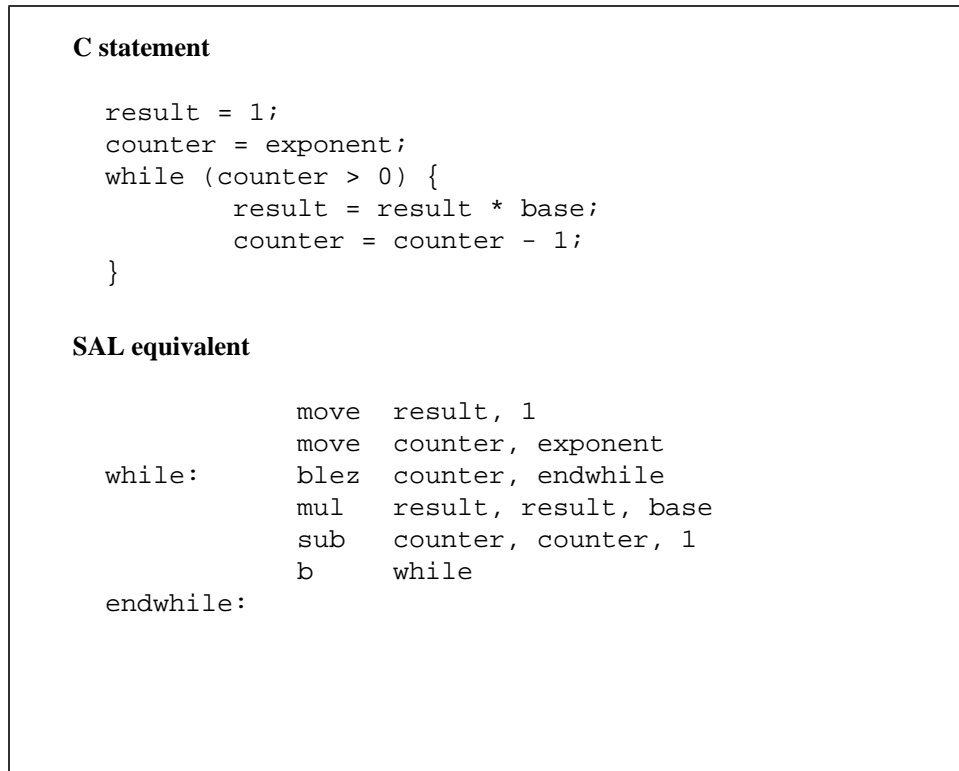 C statement
result = 1;
counter = exponent;
while (counter > 0) {
result = result * base;
counter = counter - 1;
}
SAL equivalent
move result, 1
move counter, exponent
while: blez counter, endwhile
mul result, result, base
sub counter, counter, 1
b while
endwhile: